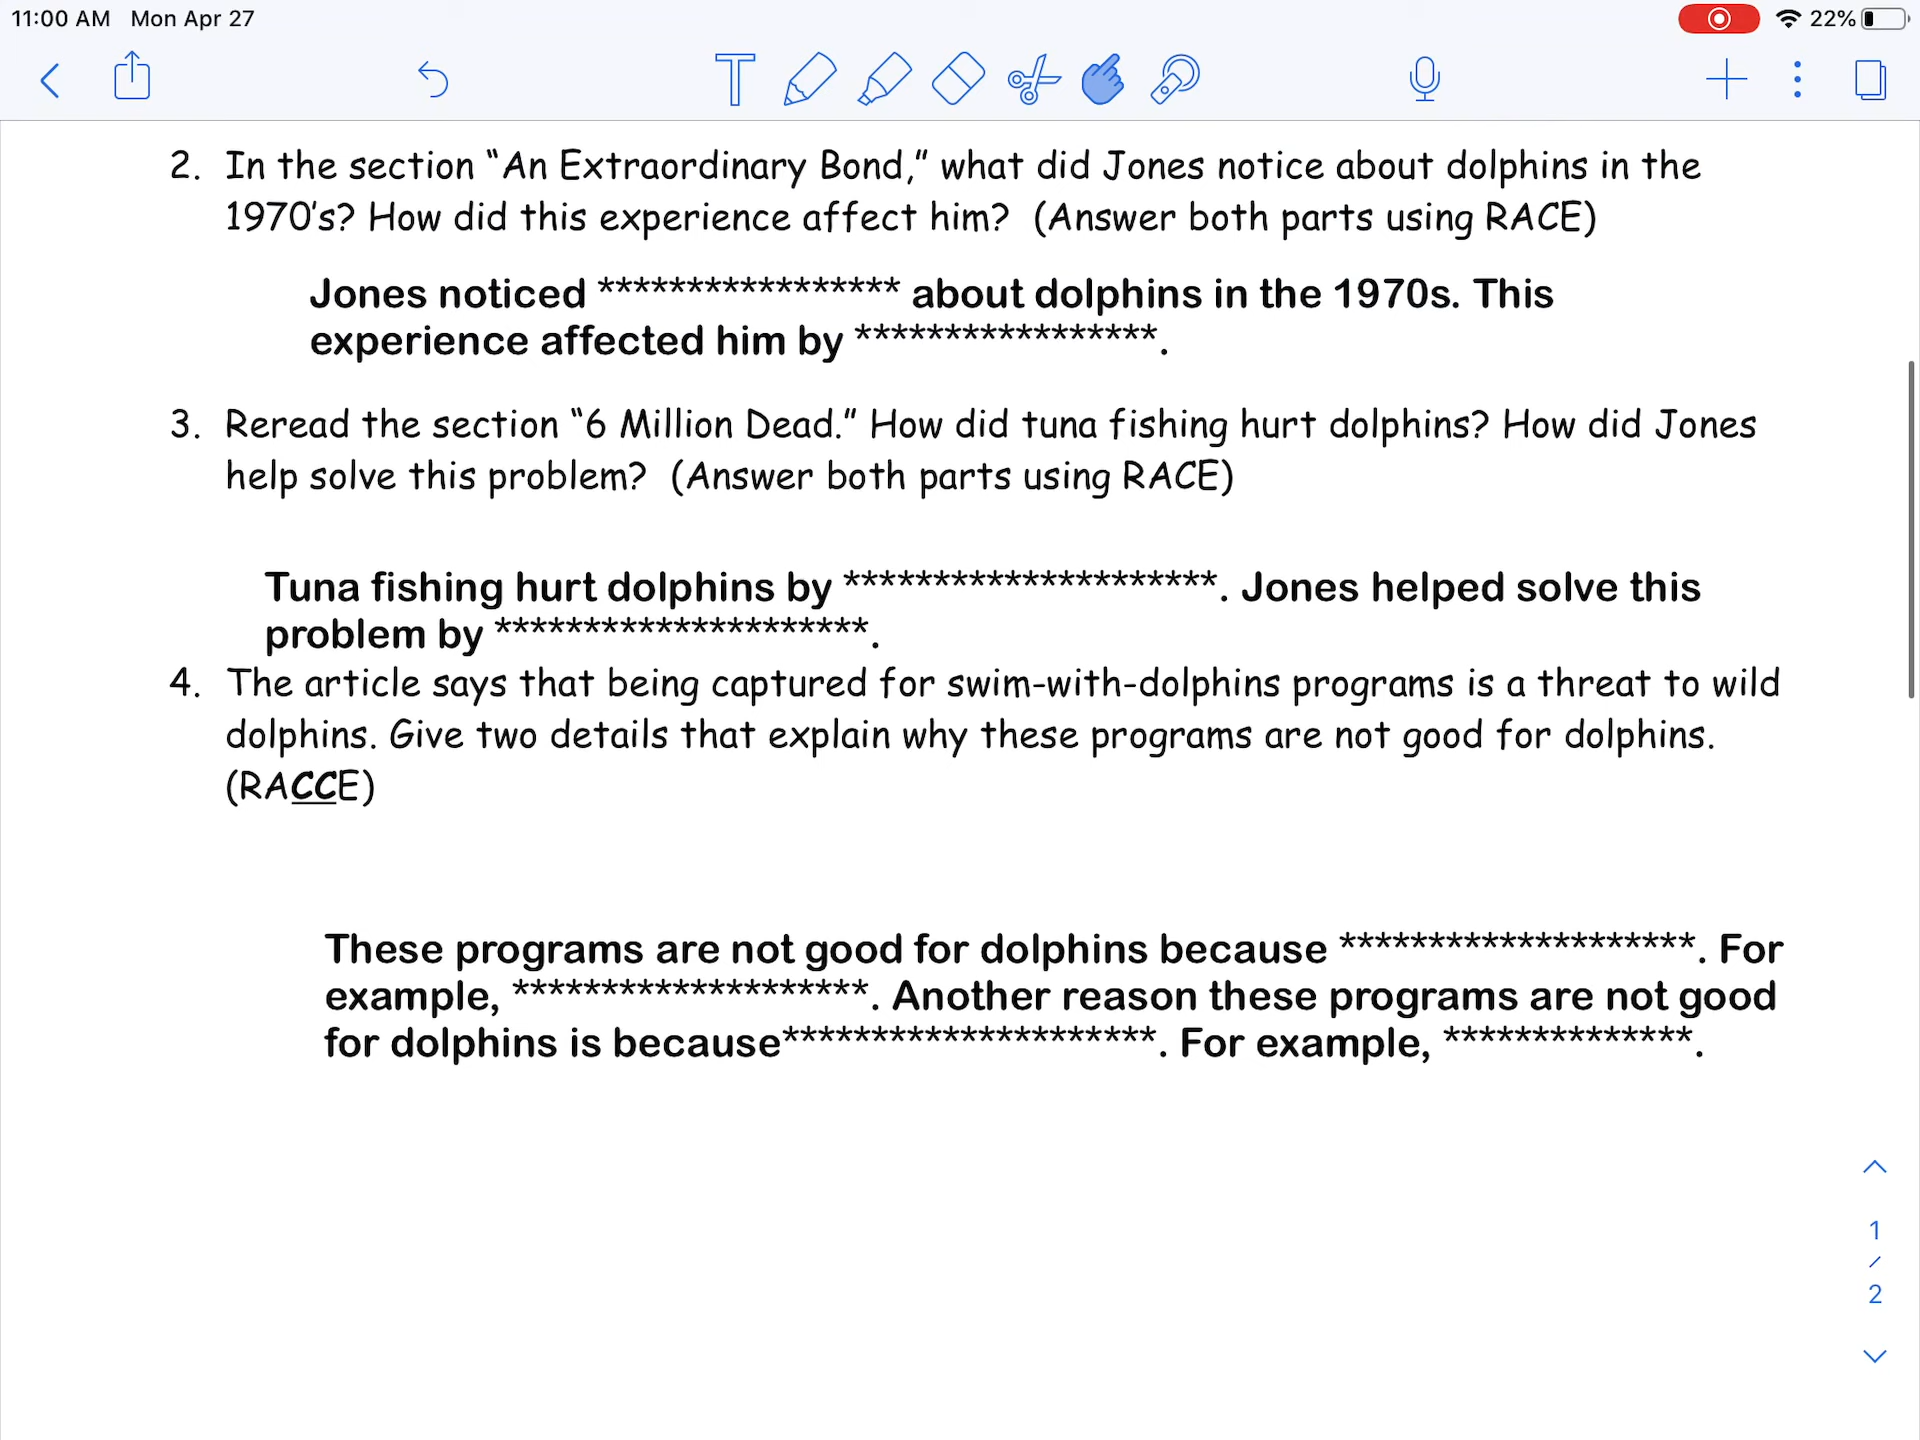 11:00 AM Mon Apr 27
22%
2. In the section “An Extraordinary Bond,” what did Jones notice about dolphins in the
1970’s? How did this experience affect him? (Answer both parts using RACE)
Jones noticed ***************** about dolphins in the 1970s. This
experience affected him by *****************.
3. Reread the section “6 Million Dead.” How did tuna fishing hurt dolphins? How did Jones
help solve this problem? (Answer both parts using RACE)
Tuna fishing hurt dolphins by *********************. Jones helped solve this
problem by *********************.
4. The article says that being captured for swim-with-dolphins programs is a threat to wild
dolphins. Give two details that explain why these programs are not good for dolphins.
(RACCE)
These programs are not good for dolphins because ********************. For
example, ********************. Another reason these programs are not good
for dolphins is because*********************. For example, **************.
1
/
2